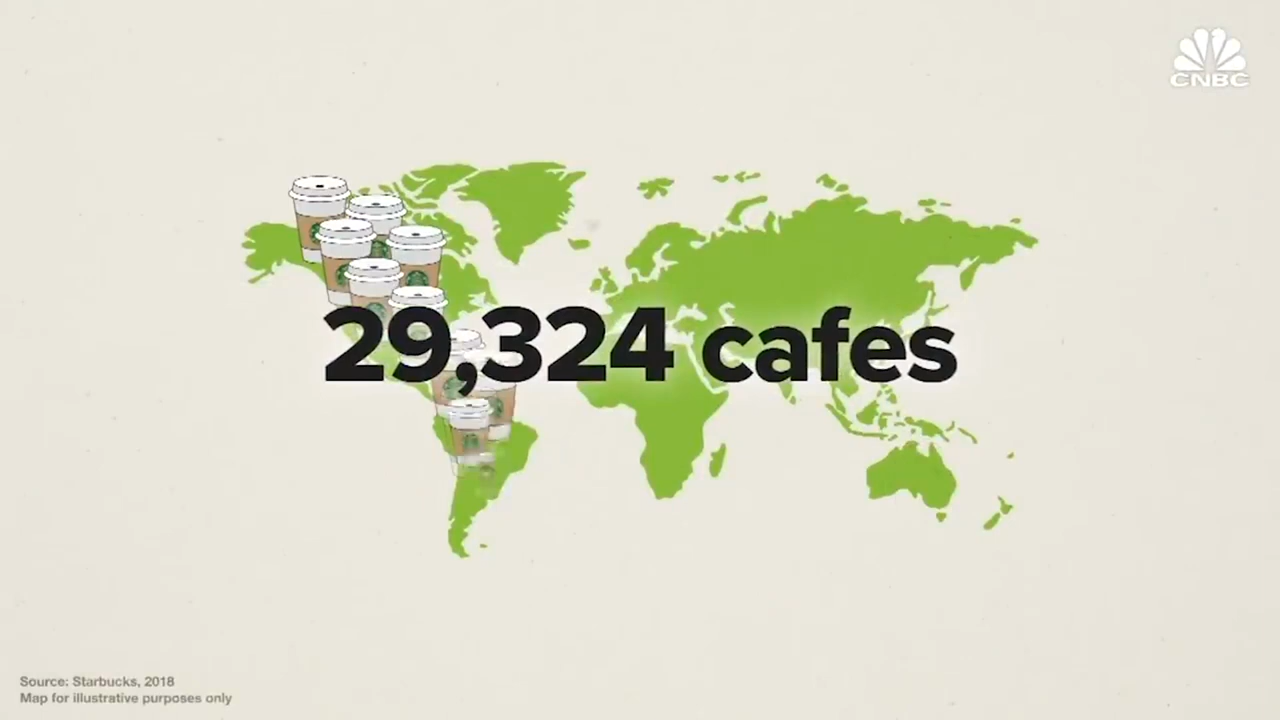 CNBC
29,324 cafes
Source: Starbucks, 2018
Map for illustrative purposes only